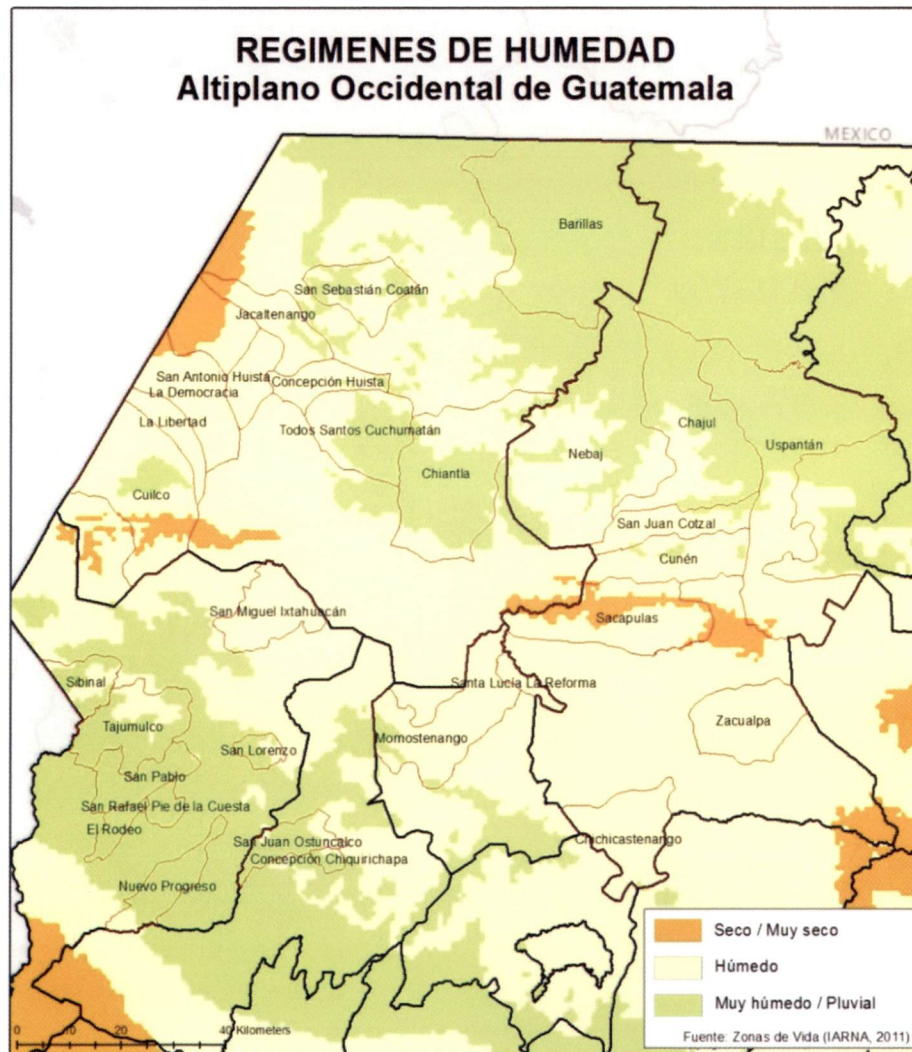 REGIMENES DE HUMEDAD
Altiplano Occidental de Guatemala
MEXICO
Barillas
San Sebastián Coatán
Jacaltenango
San Antonio Huista
Concepción Huista
La Democracia
La Libertad
Todos Santos Cuchumatán
Chajul
Nebaj
Uspantán
Chiantla
Cuilco
San Juan Cotzal
Cunén
San Miguel Ixtahuacán
Sacapulas
Sibinal
Santa Lucía La Reforma
Tajumulco
Zacualpa
Momostenango
San Lorenzo
San Pablo
San Rafael Pie de la Cuesta
El Rodeo
San Juan Ostuncalco
Chichicastenango
Concepción Chiquirichapa
Nuevo Progreso
Seco / Muy seco
Húmedo
Muy húmedo / Pluvial
0 10 20 40 Kilometers
Fuente: Zonas de Vida (IARNA, 2011)